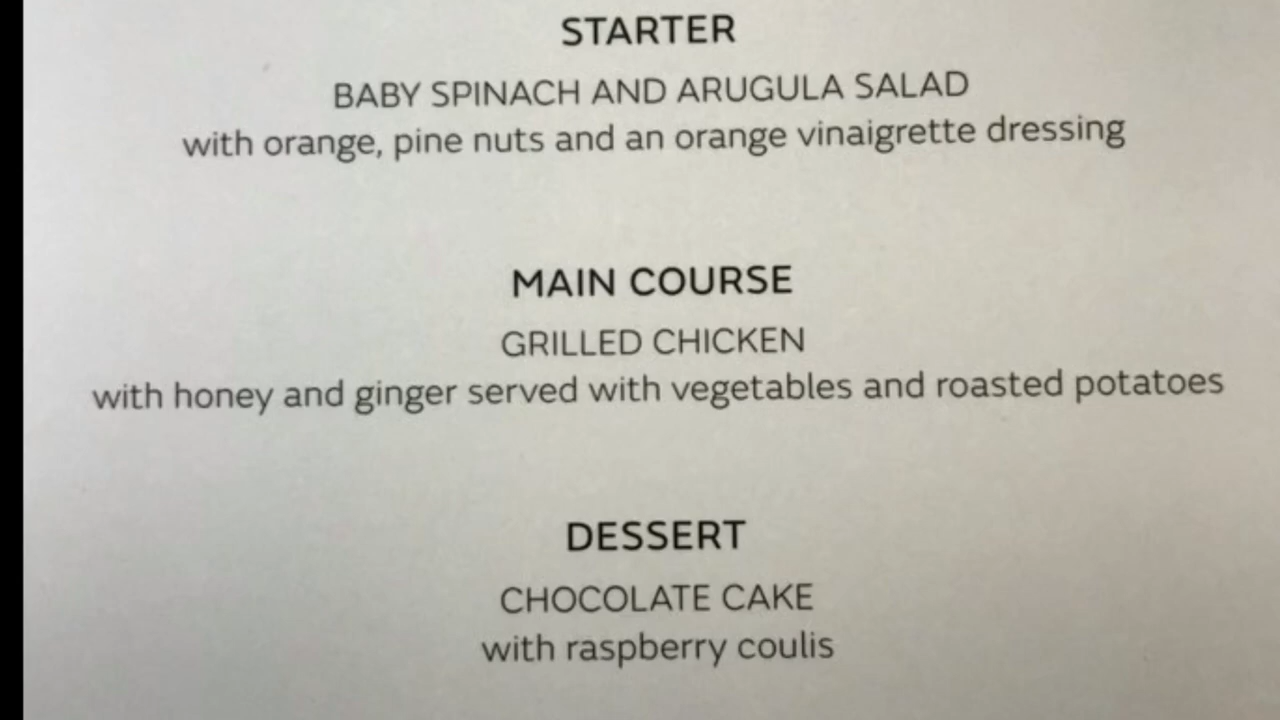 STARTER
BABY SPINACH AND ARUGULA SALAD
with orange, pine nuts and an orange vinaigrette dressing
MAIN COURSE
GRILLED CHICKEN
with honey and ginger served with vegetables and roasted potatoes
DESSERT
CHOCOLATE CAKE
with raspberry coulis